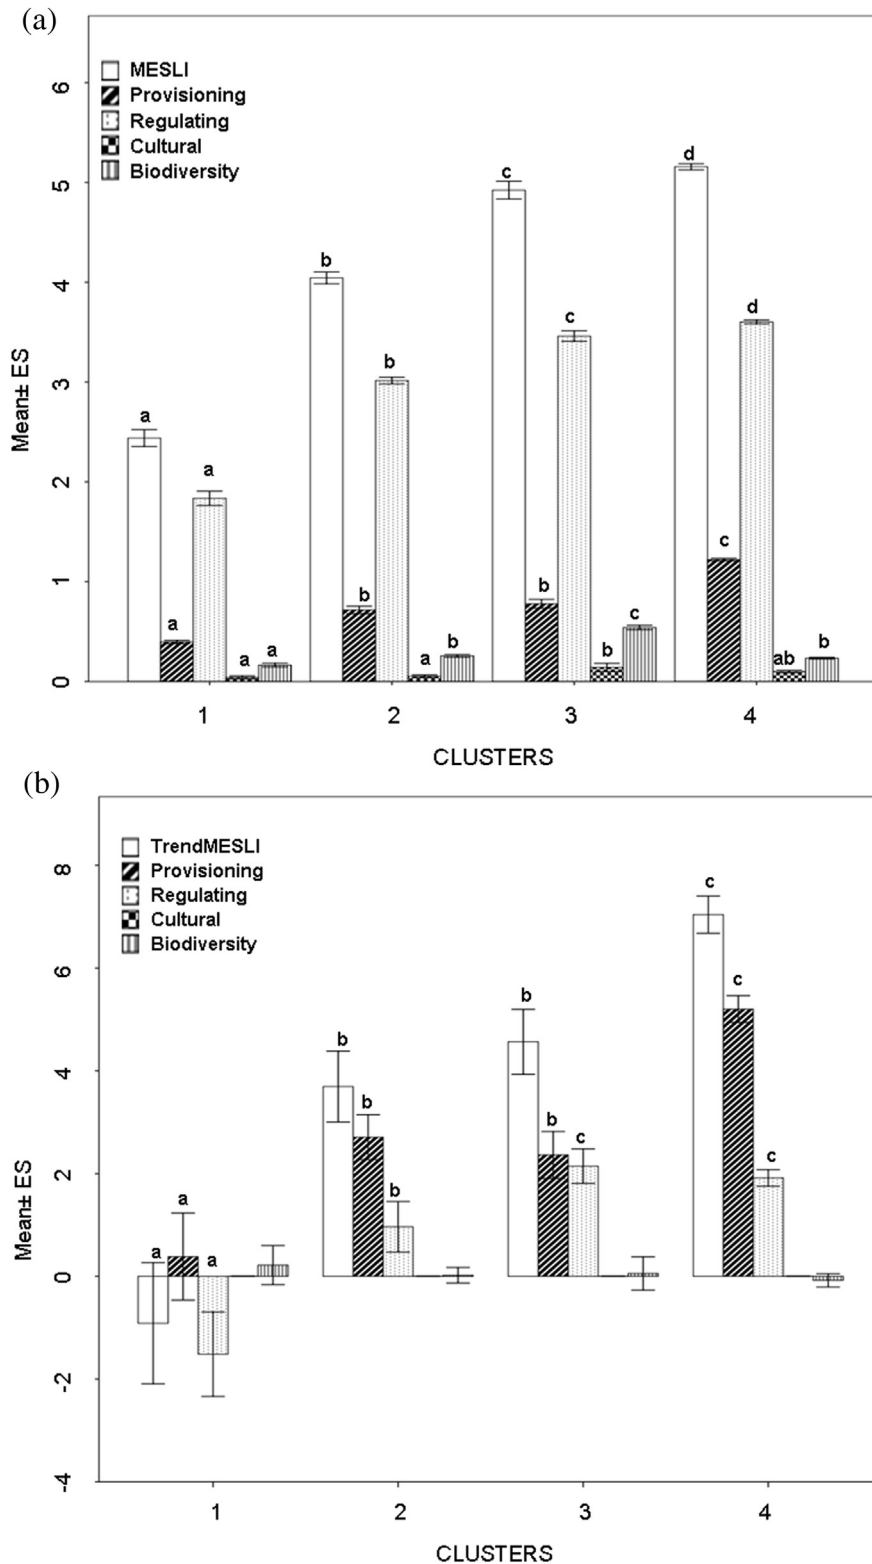 (a)
MESLI
Provisioning
Regulating
Cultural
Biodiversity
6
5
4
3
2
1
0
Mean± ES
a
a
a
a
a
b
b
b
a
b
c
b
c
b
c
d
c
d
ab
b
1 2 3 4
CLUSTERS
(b)
TrendMESLI
Provisioning
Regulating
Cultural
Biodiversity
8
6
4
2
0
-2
-4
Mean± ES
a
a
a
b
b
b
b
b
c
c
c
c
1 2 3 4
CLUSTERS